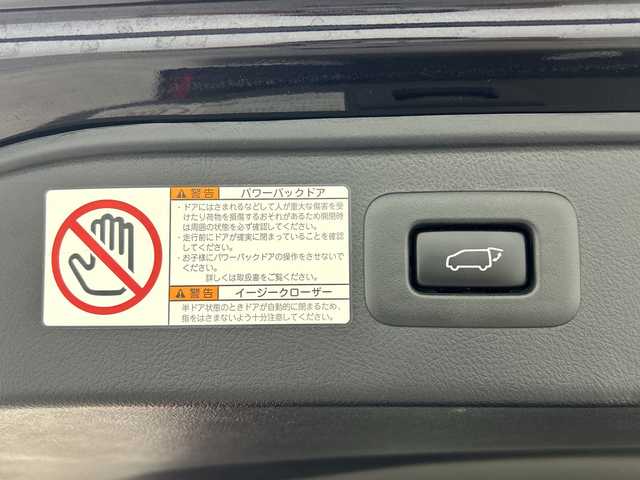 警告 パワーバックドア
・ドアにはさまれるなどして人が重大な傷害を受
けたり荷物を損傷するおそれがあるため開閉時
は周囲の状態を必ず確認してください。
・走行前にドアが確実に閉まっていることを確認
してください。
・お子様にパワーバックドアの操作をさせないで
ください。
詳しくは取扱書をご覧ください。
警告 イージークローザー
半ドア状態のときドアが自動的に閉まるため、
指をはさまないよう十分注意してください。